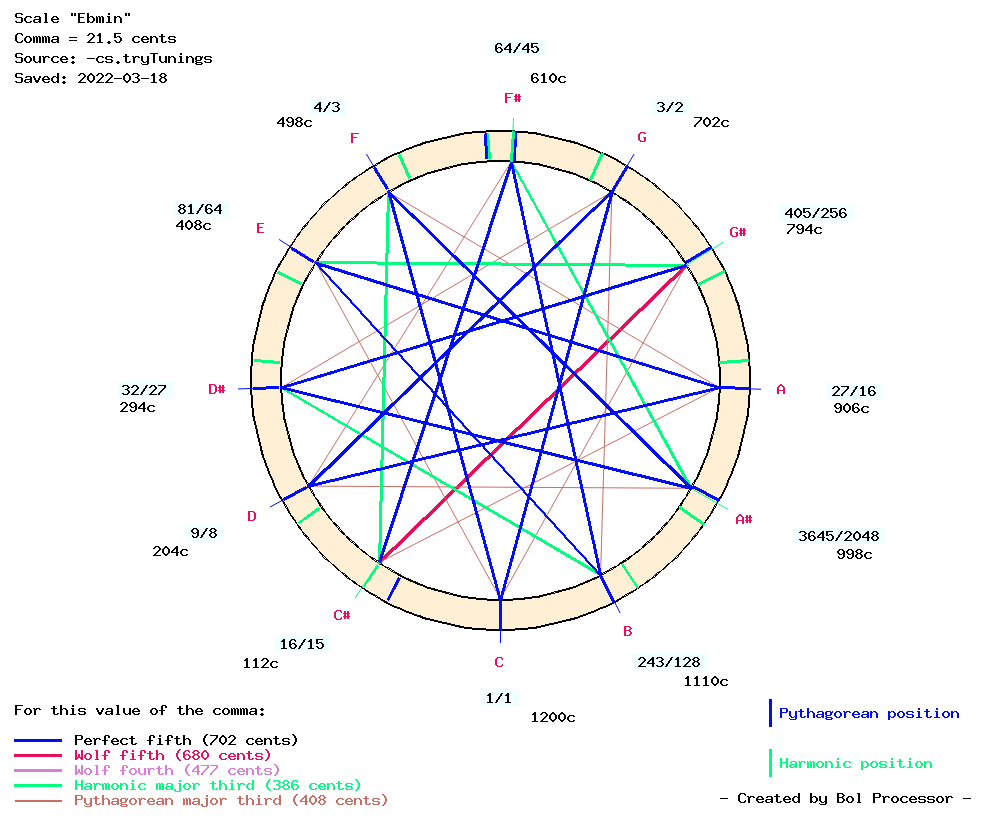 Scale "Ebmin"
Comma = 21.5 cents
Source: -cs.tryTunings
Saved: 2022-03-18
64/45
610c
F#
4/3
498c
F
3/2
702c
G
81/64
408c
E
405/256
794c
G#
32/27
294c
D#
A
27/16
906c
9/8
204c
D
A#
3645/2048
998c
16/15
112c
C#
C
1/1
1200c
B
243/128
1110c
For this value of the comma:
Perfect fifth (702 cents)
Wolf fifth (680 cents)
Wolf fourth (477 cents)
Harmonic major third (386 cents)
Pythagorean major third (408 cents)
Pythagorean position
Harmonic position
- Created by Bol Processor -